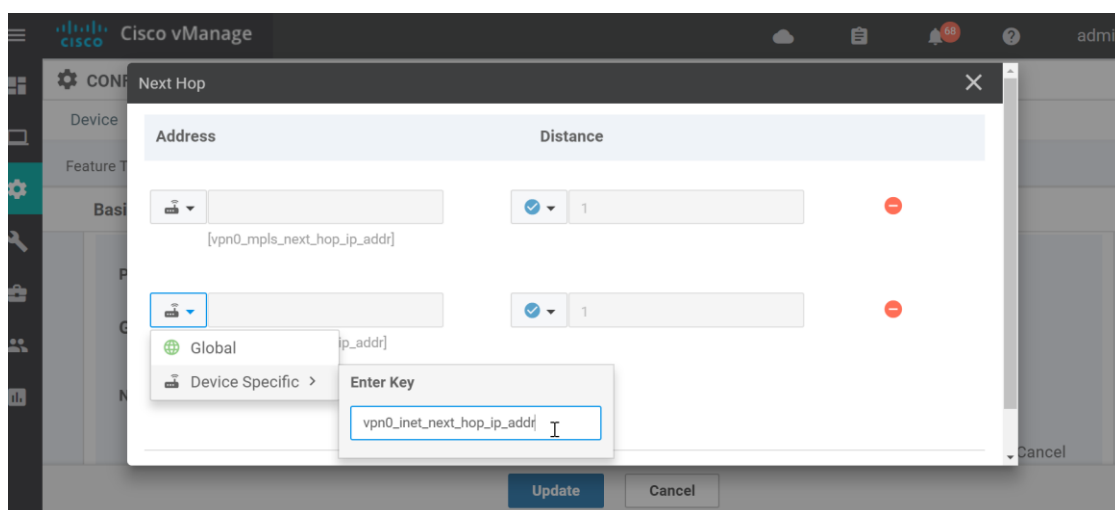 cisco Cisco vManage 68 admi
CONF
Next Hop
Device
Address Distance
Feature T
Basi
1
[vpn0_mpls_next_hop_ip_addr]
P
1
G
Global
ip_addr]
Device Specific > Enter Key
N
vpn0_inet_next_hop_ip_addr
Cancel
Update Cancel